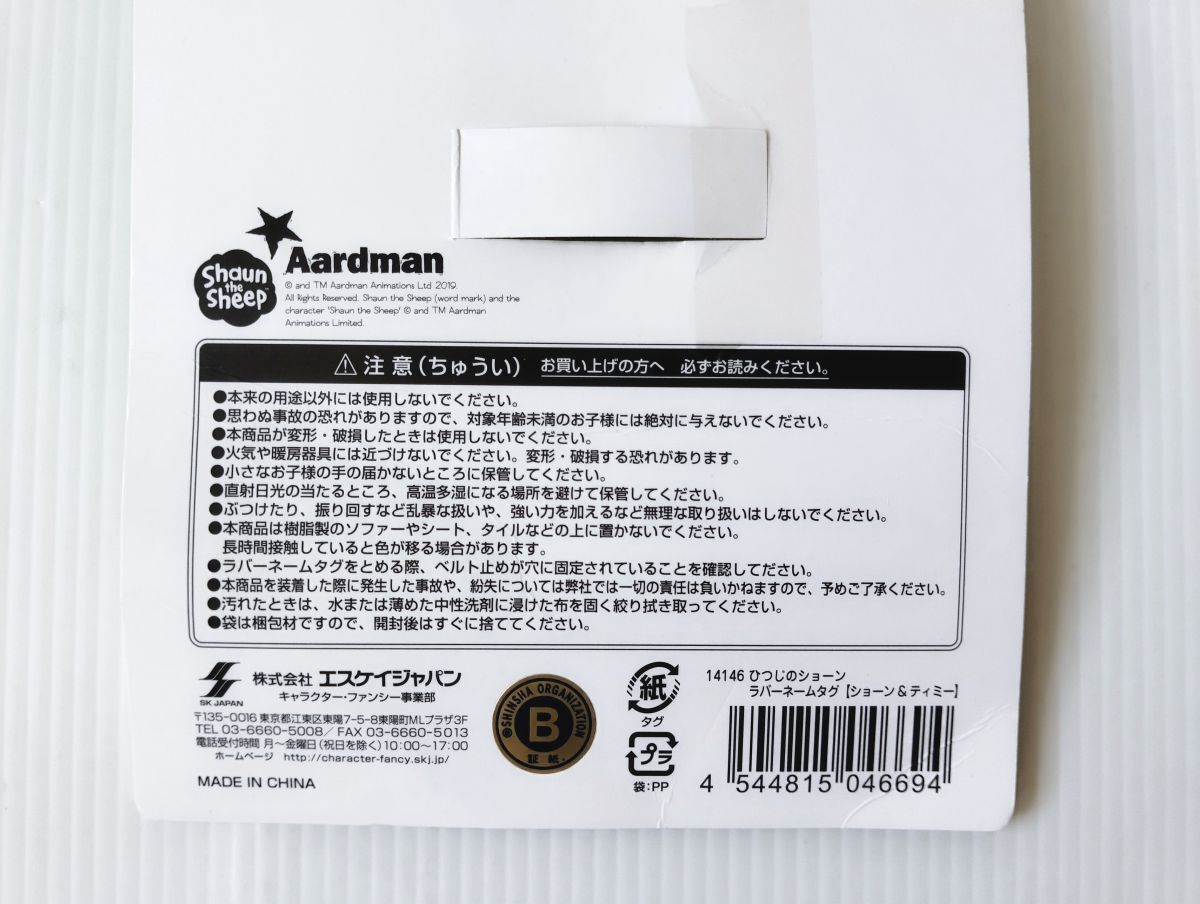 Shaun
the
Sheep
Aardman
© and TM Aardman Animations Ltd 2019.
All Rights Reserved. Shaun the Sheep (word mark) and the
character 'Shaun the Sheep' © and TM Aardman
Animations Limited.
⚠ 注意(ちゅうい) お買い上げの方へ 必ずお読みください。
●本来の用途以外には使用しないでください。
●思わぬ事故の恐れがありますので、対象年齢未満のお子様には絶対に与えないでください。
●本商品が変形・破損したときは使用しないでください。
●火気や暖房器具には近づけないでください。変形・破損する恐れがあります。
●小さなお子様の手の届かないところに保管してください。
●直射日光の当たるところ、高温多湿になる場所を避けて保管してください。
●ぶつけたり、振り回すなど乱暴な扱いや、強い力を加えるなど無理な取り扱いはしないでください。
●本商品は樹脂製のソファーやシート、タイルなどの上に置かないでください。
長時間接触していると色が移る場合があります。
●ラバーネームタグをとめる際、ベルト止めが穴に固定されていることを確認してださい。
●本商品を装着した際に発生した事故や、紛失については弊社では一切の責任は負いかねますので、予めご了承ください。
●汚れたときは、水または薄めた中性洗剤に浸けた布を固く絞り拭き取ってください。
●袋は梱包材ですので、開封後はすぐに捨ててください。
SK JAPAN
株式会社 エスケイジャパン
キャラクター・ファンシー事業部
〒135-0016 東京都江東区東陽7-5-8東陽町MLプラザ3F
TEL 03-6660-5008/FAX 03-6660-5013
電話受付時間 月~金曜日(祝日を除く)10:00~17:00
ホームページ http://character-fancy.skj.jp/
MADE IN CHINA
SHINSHA ORGANIZATION
B
証紙
紙
タグ
プラ
袋:PP
14146 ひつじのショーン
ラバーネームタグ【ショーン&ティミー】
4 544815 046694